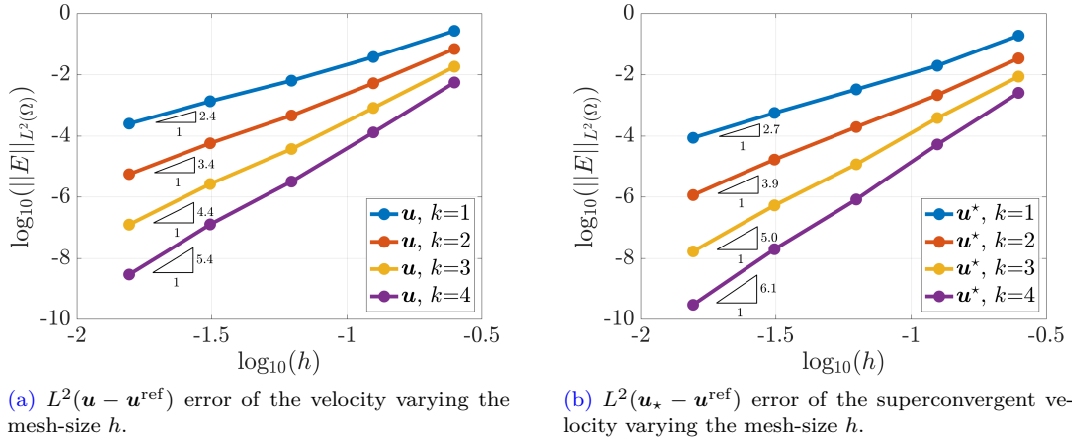 0
-2
-4
-6
-8
-10
-2
-1.5
-1
-0.5
log10(||E||L2(Ω))
log10(h)
2.4
1
3.4
1
4.4
1
5.4
1
u, k=1
u, k=2
u, k=3
u, k=4
(a) L²(u − u^ref) error of the velocity varying the
mesh-size h.
0
-2
-4
-6
-8
-10
-2
-1.5
-1
-0.5
log10(||E||L2(Ω))
log10(h)
2.7
1
3.9
1
5.0
1
6.1
1
u⋆, k=1
u⋆, k=2
u⋆, k=3
u⋆, k=4
(b) L²(u⋆ − u^ref) error of the superconvergent ve-
locity varying the mesh-size h.